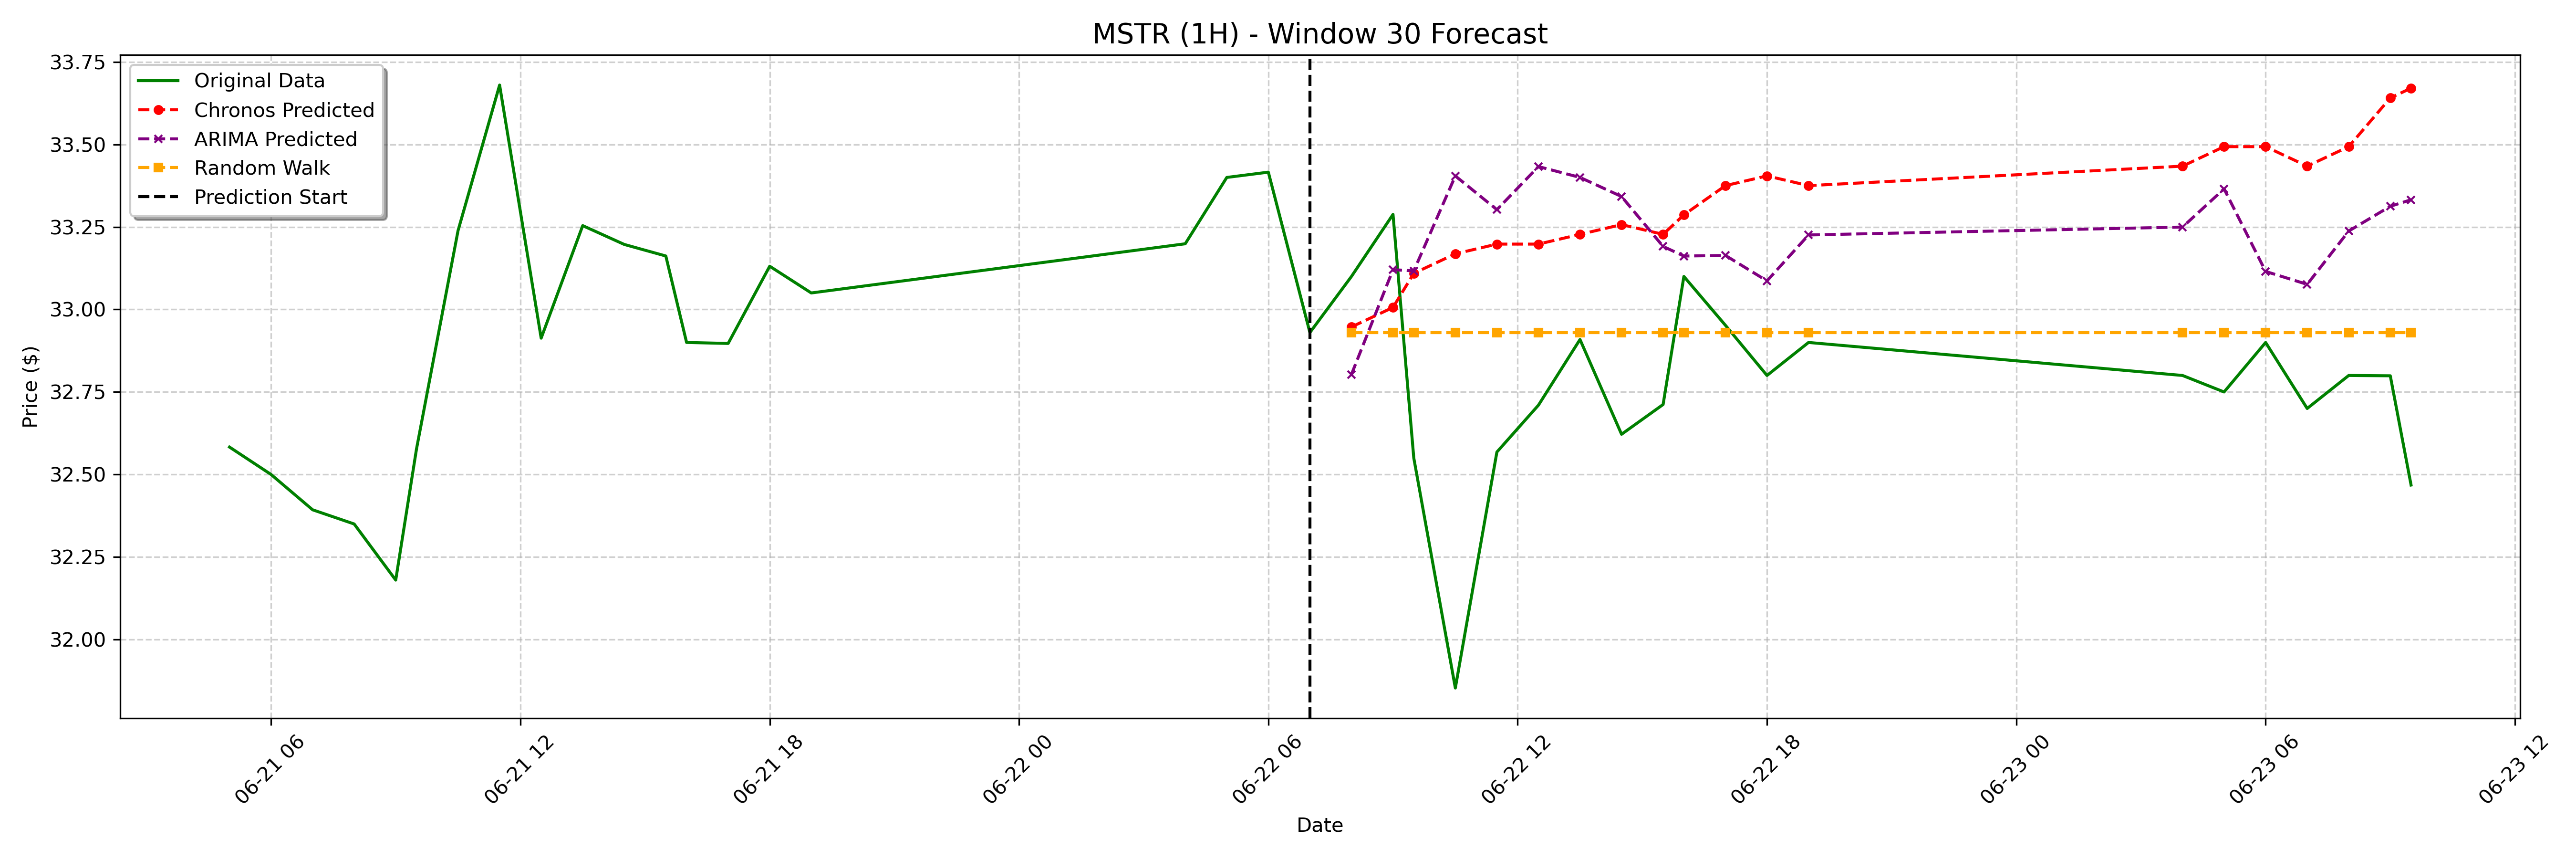 MSTR (1H) - Window 30 Forecast
Original Data
Chronos Predicted
ARIMA Predicted
Random Walk
Prediction Start
Price ($)
33.75
33.50
33.25
33.00
32.75
32.50
32.25
32.00
06-21 06
06-21 12
06-21 18
06-22 00
06-22 06
06-22 12
06-22 18
06-23 00
06-23 06
06-23 12
Date